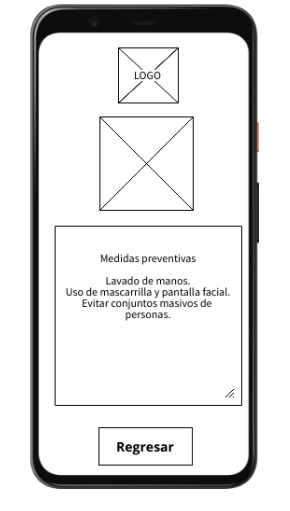 LOGO
Medidas preventivas
Lavado de manos.
Uso de mascarrilla y pantalla facial.
Evitar conjuntos masivos de
personas.
Regresar